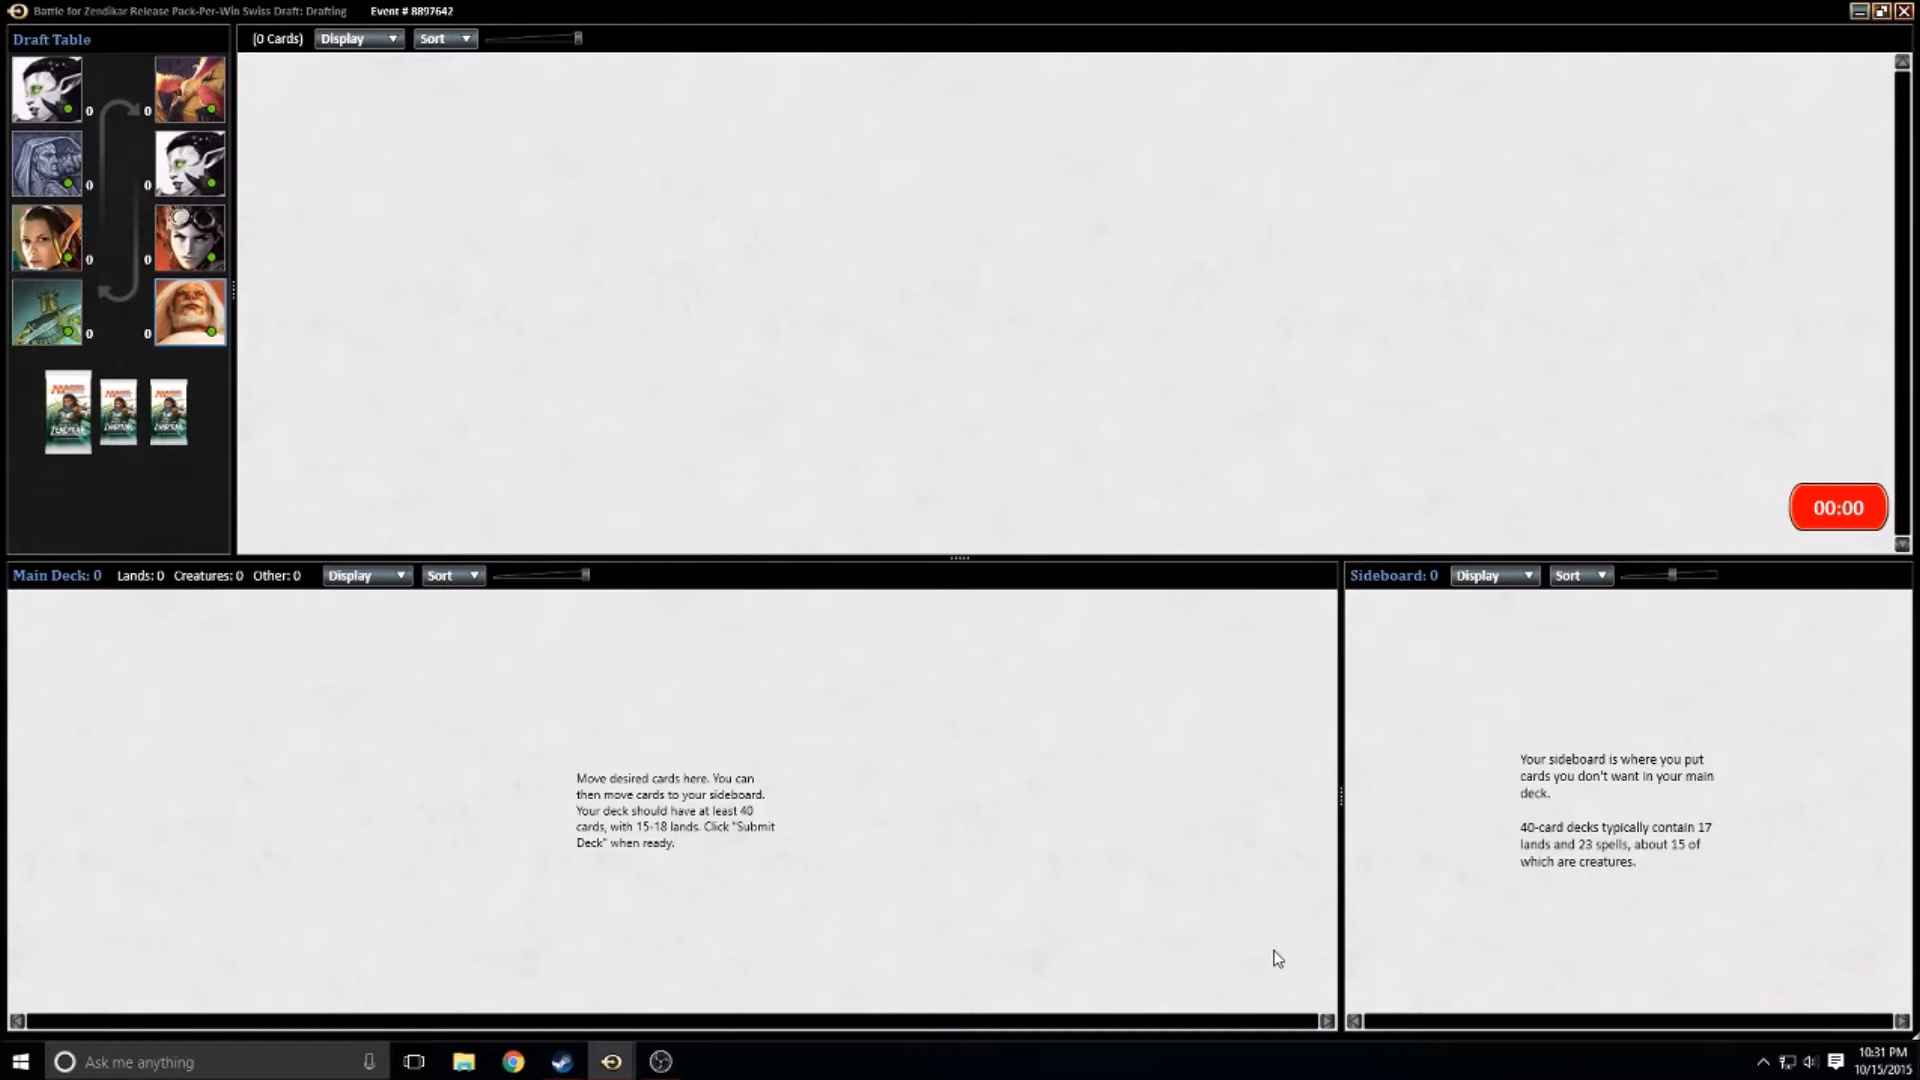 Battle for Zendikar Release Pack-Per-Win Swiss Draft: Drafting Event # 8897642
Draft Table
(0 Cards) Display Sort
0 0
0 0
0 0
0 0
ZENDIKAR
00:00
Main Deck: 0 Lands: 0 Creatures: 0 Other: 0 Display Sort
Sideboard: 0 Display Sort
Move desired cards here. You can
then move cards to your sideboard.
Your deck should have at least 40
cards, with 15-18 lands. Click "Submit
Deck" when ready.
Your sideboard is where you put
cards you don't want in your main
deck.
40-card decks typically contain 17
lands and 23 spells, about 15 of
which are creatures.
Ask me anything
10:31 PM
10/15/2015